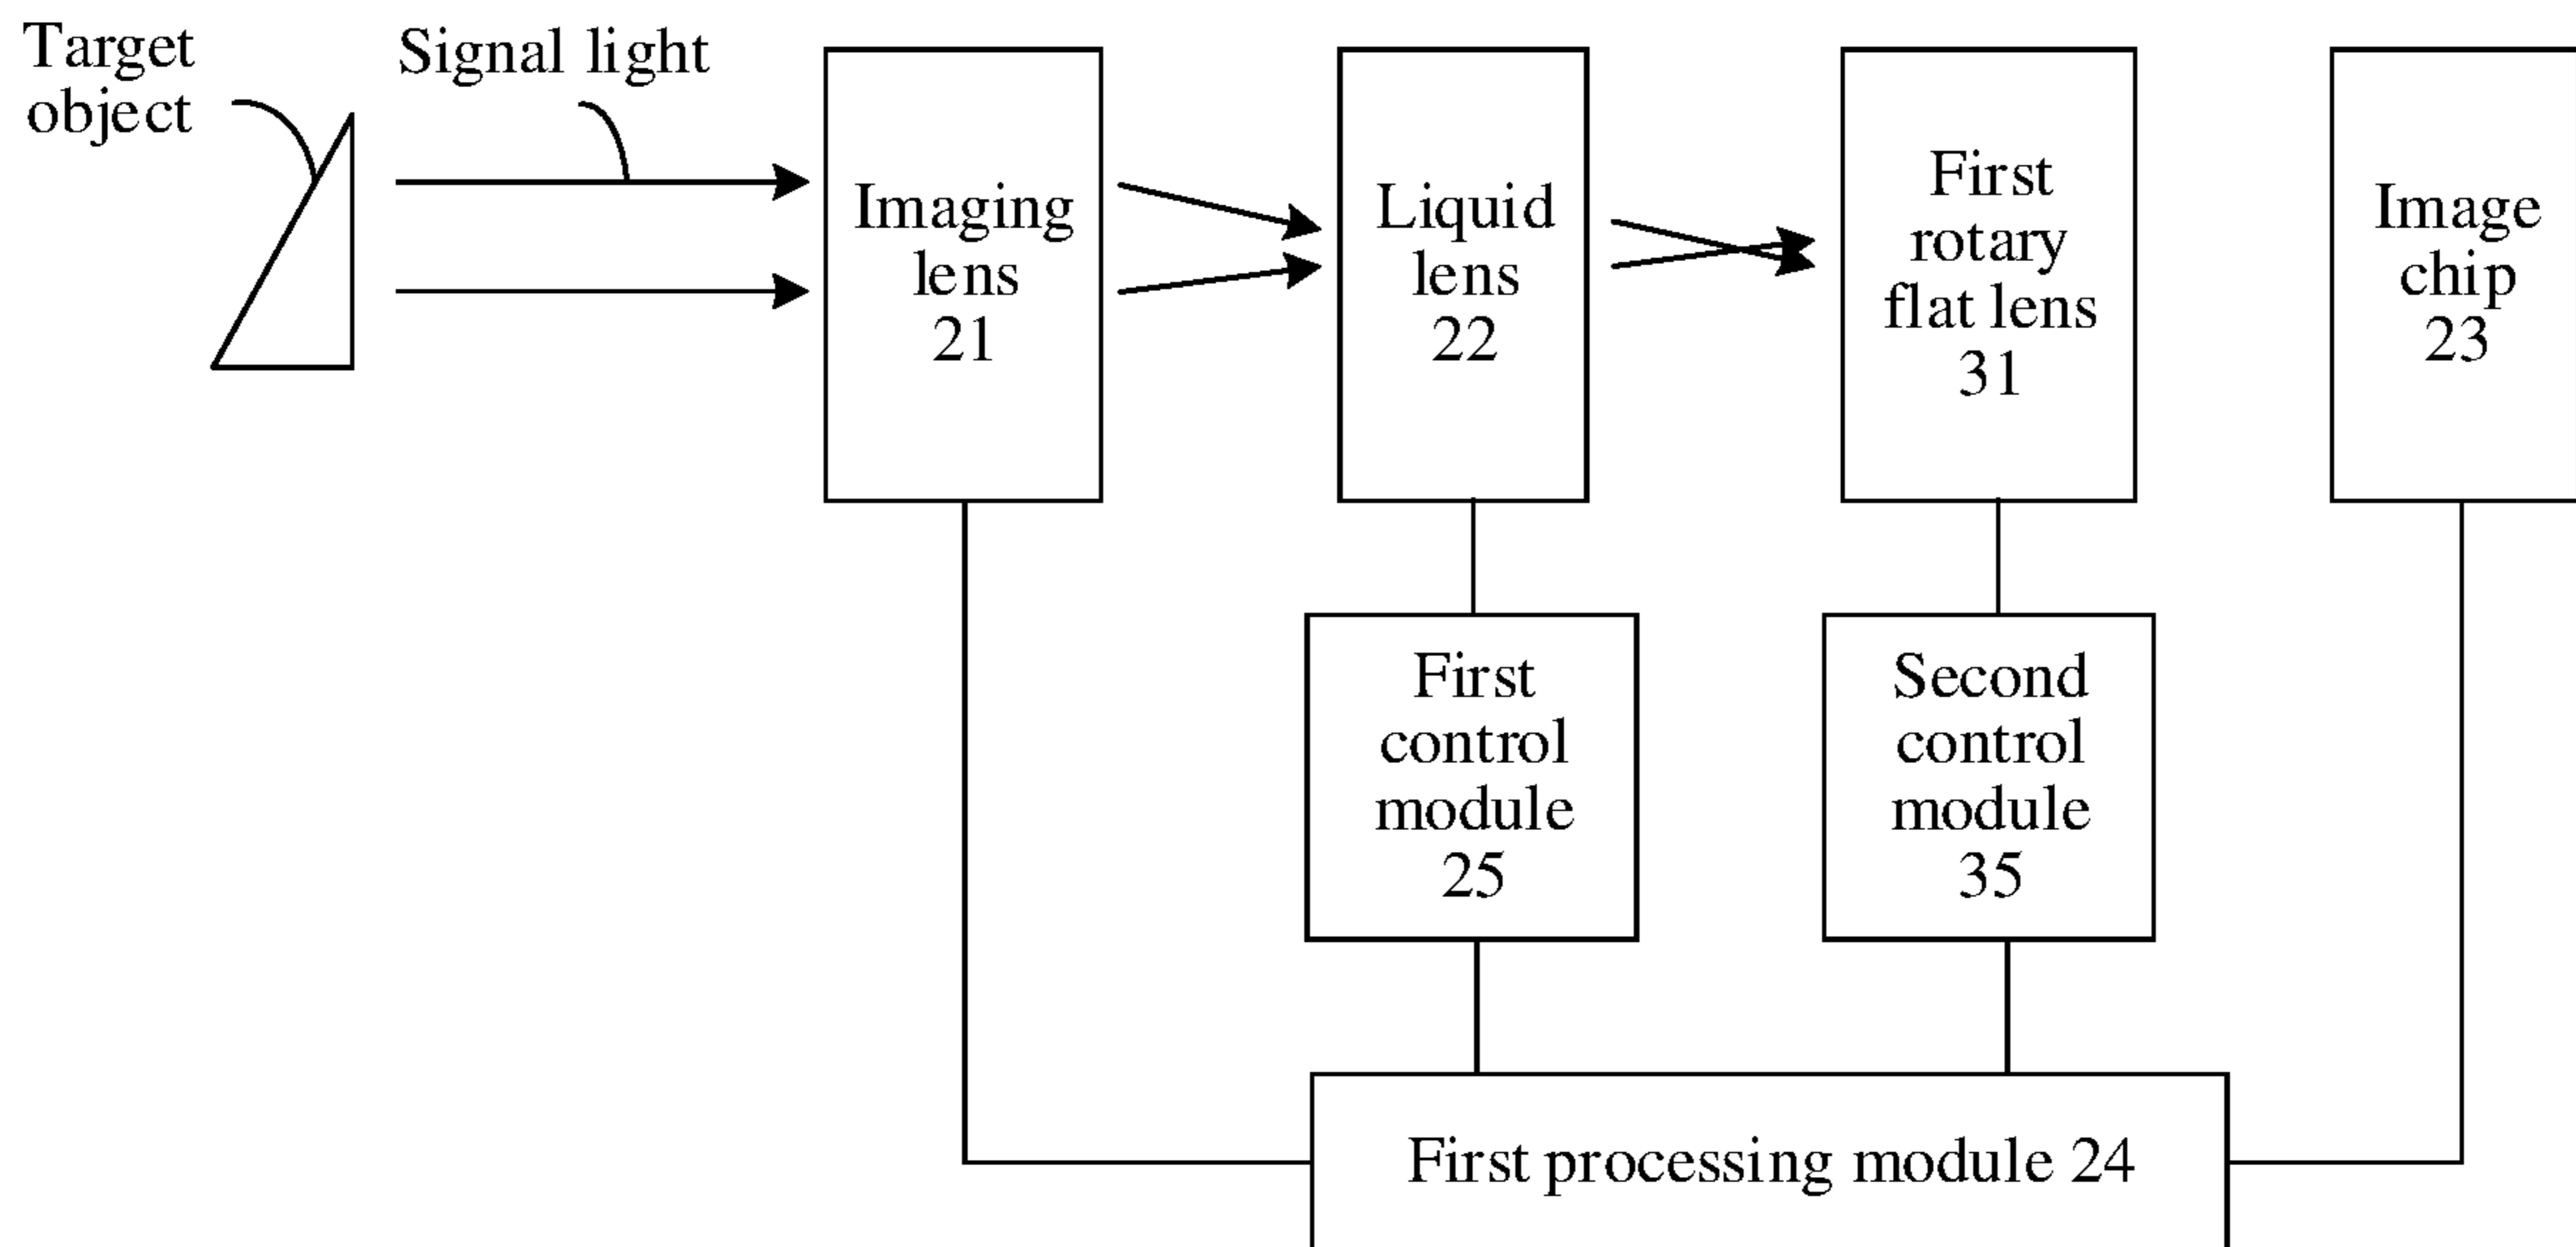 Target
object
Signal light
Imaging
lens
21
Liquid
lens
22
First
rotary
flat lens
31
Image
chip
23
First
control
module
25
Second
control
module
35
First processing module 24